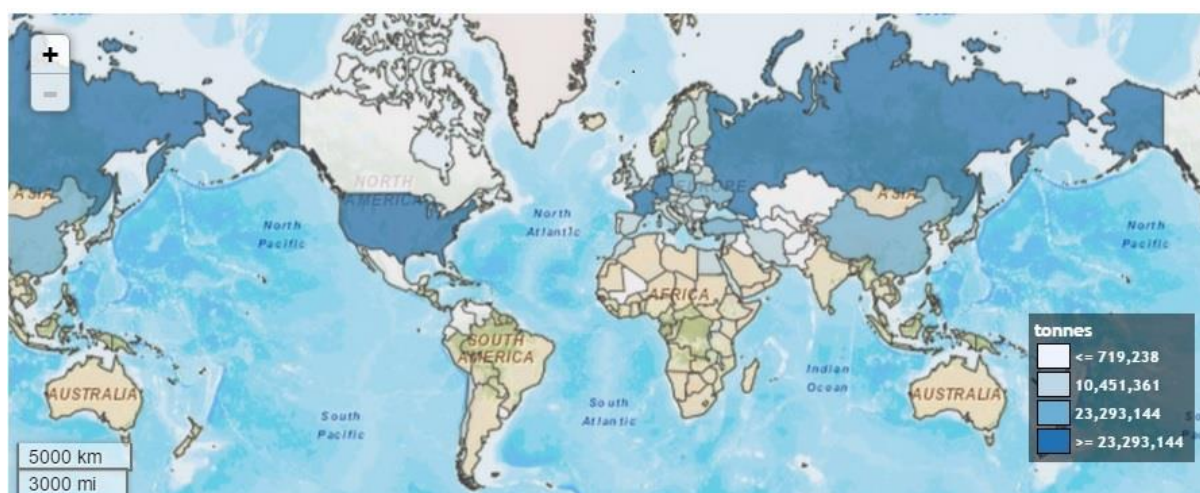 +
−
NORTH
AMERICA
North
Atlantic
EUROPE
ASIA
ASIA
North
Pacific
North
Pacific
AFRICA
SOUTH
AMERICA
AUSTRALIA
AUSTRALIA
Indian
Ocean
South
Pacific
South
Atlantic
tonnes
<= 719,238
10,451,361
23,293,144
>= 23,293,144
5000 km
3000 mi